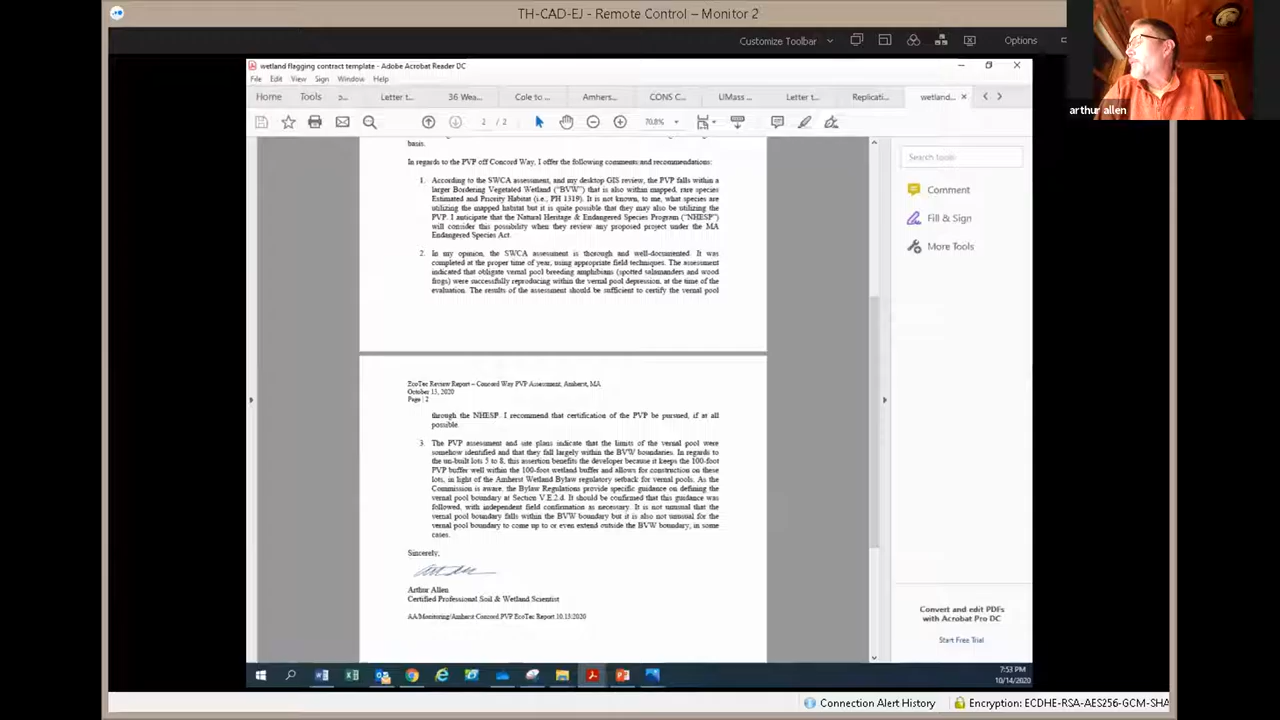 TH-CAD-EJ - Remote Control – Monitor 2
Customize Toolbar
Options
arthur allen
wetland flagging contract template - Adobe Acrobat Reader DC
File Edit View Sign Window Help
Home Tools Letter t... 36 Wea... Cole to ... Amhers... CONS C... UMass ... Letter t... Replicati... wetland...
2 / 2 70.8%
basis.
In regards to the PVP off Concord Way, I offer the following comments and recommendations:
1. According to the SWCA assessment, and my desktop GIS review, the PVP falls within a
larger Bordering Vegetated Wetland ("BVW") that is also within mapped, rare species
Estimated and Priority Habitat (i.e., PH 1319). It is not known, to me, what species are
utilizing the mapped habitat but it is quite possible that they may also be utilizing the
PVP. I anticipate that the Natural Heritage & Endangered Species Program ("NHESP")
will consider this possibility when they review any proposed project under the MA
Endangered Species Act.
2. In my opinion, the SWCA assessment is thorough and well-documented. It was
completed at the proper time of year, using appropriate field techniques. The assessment
indicated that obligate vernal pool breeding amphibians (spotted salamanders and wood
frogs) were successfully reproducing within the vernal pool depression, at the time of the
evaluation. The results of the assessment should be sufficient to certify the vernal pool
EcoTec Review Report – Concord Way PVP Assessment, Amherst, MA
October 13, 2020
Page | 2
through the NHESP. I recommend that certification of the PVP be pursued, if at all
possible.
3. The PVP assessment and site plans indicate that the limits of the vernal pool were
somehow identified and that they fall largely within the BVW boundaries. In regards to
the un-built lots 5 to 8, this assertion benefits the developer because it keeps the 100-foot
PVP buffer well within the 100-foot wetland buffer and allows for construction on these
lots, in light of the Amherst Wetland Bylaw regulatory setback for vernal pools. As the
Commission is aware, the Bylaw Regulations provide specific guidance on defining the
vernal pool boundary at Section V.E.2.d. It should be confirmed that this guidance was
followed, with independent field confirmation as necessary. It is not unusual that the
vernal pool boundary falls within the BVW boundary but it is also not unusual for the
vernal pool boundary to come up to or even extend outside the BVW boundary, in some
cases.
Sincerely,
Arthur Allen
Certified Professional Soil & Wetland Scientist
AA/Monitoring/Amherst Concord PVP EcoTec Report 10.13.2020
Search tools
Comment
Fill & Sign
More Tools
Convert and edit PDFs
with Acrobat Pro DC
Start Free Trial
7:53 PM
10/14/2020
Connection Alert History
Encryption: ECDHE-RSA-AES256-GCM-SHA